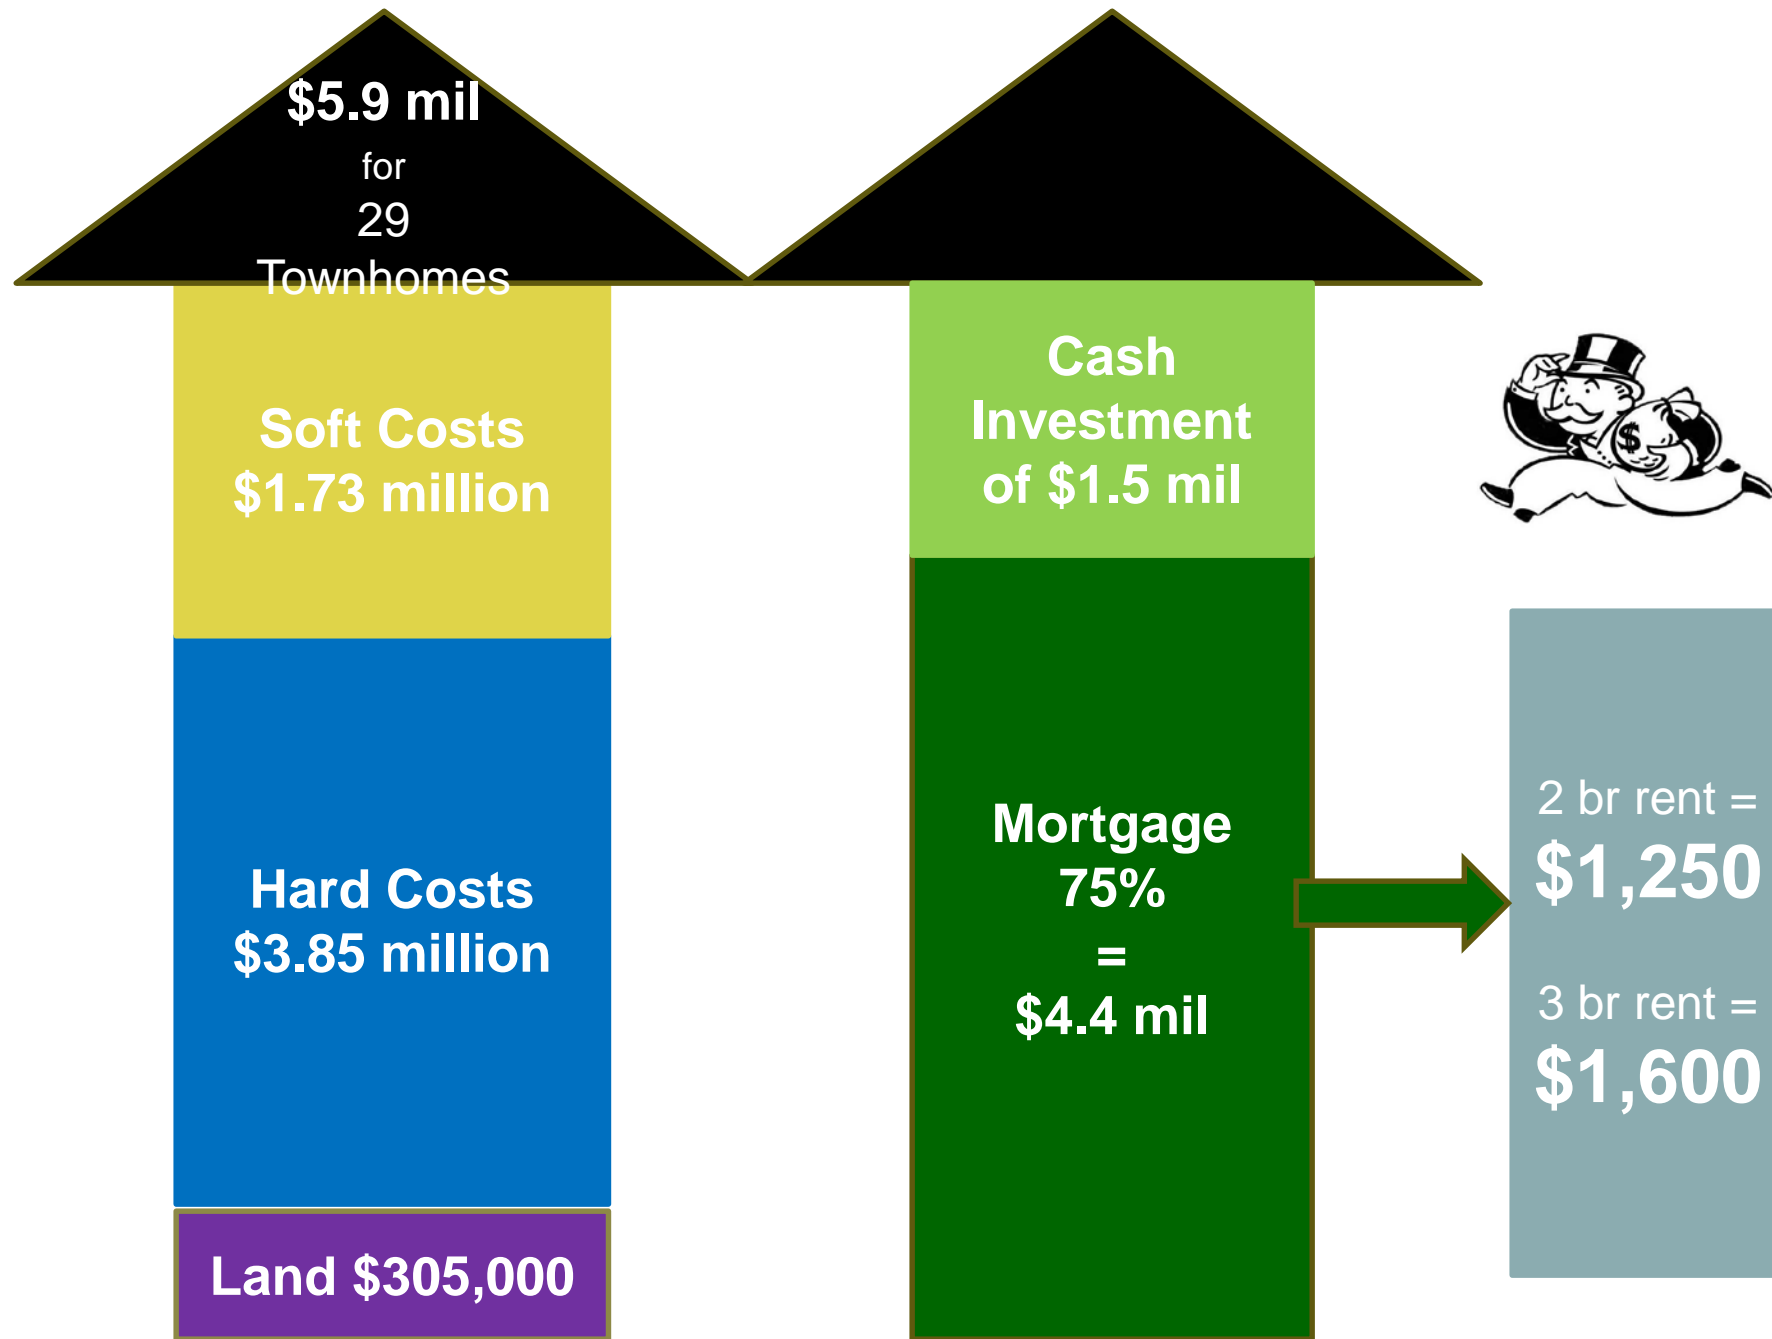 $5.9 mil
for
29
Townhomes
Soft Costs
$1.73 million
Hard Costs
$3.85 million
Land $305,000
Cash
Investment
of $1.5 mil
Mortgage
75%
=
$4.4 mil
$
2 br rent =
$1,250
3 br rent =
$1,600